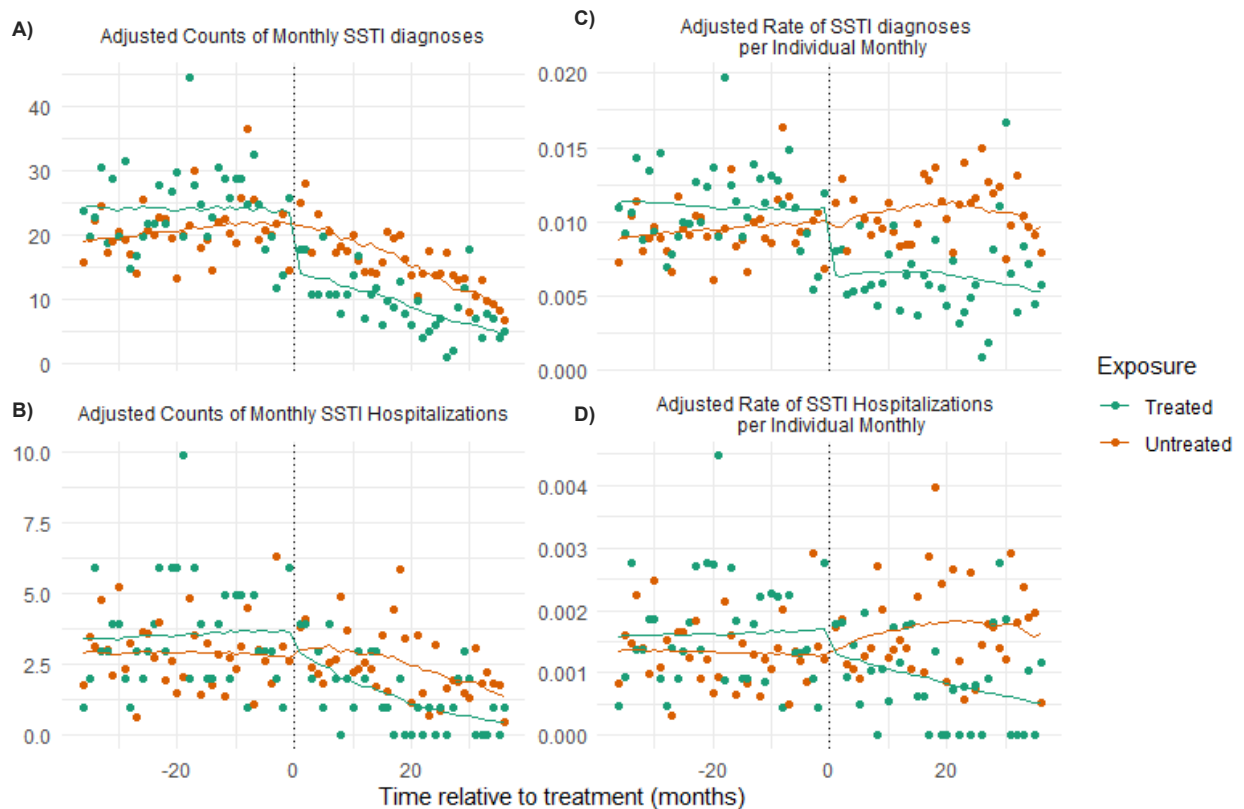 A)
Adjusted Counts of Monthly SSTI diagnoses
40
30
20
10
0
C)
Adjusted Rate of SSTI diagnoses
per Individual Monthly
0.020
0.015
0.010
0.005
0.000
B)
Adjusted Counts of Monthly SSTI Hospitalizations
10.0
7.5
5.0
2.5
0.0
-20
0
20
D)
Adjusted Rate of SSTI Hospitalizations
per Individual Monthly
0.004
0.003
0.002
0.001
0.000
-20
0
20
Time relative to treatment (months)
Exposure
Treated
Untreated